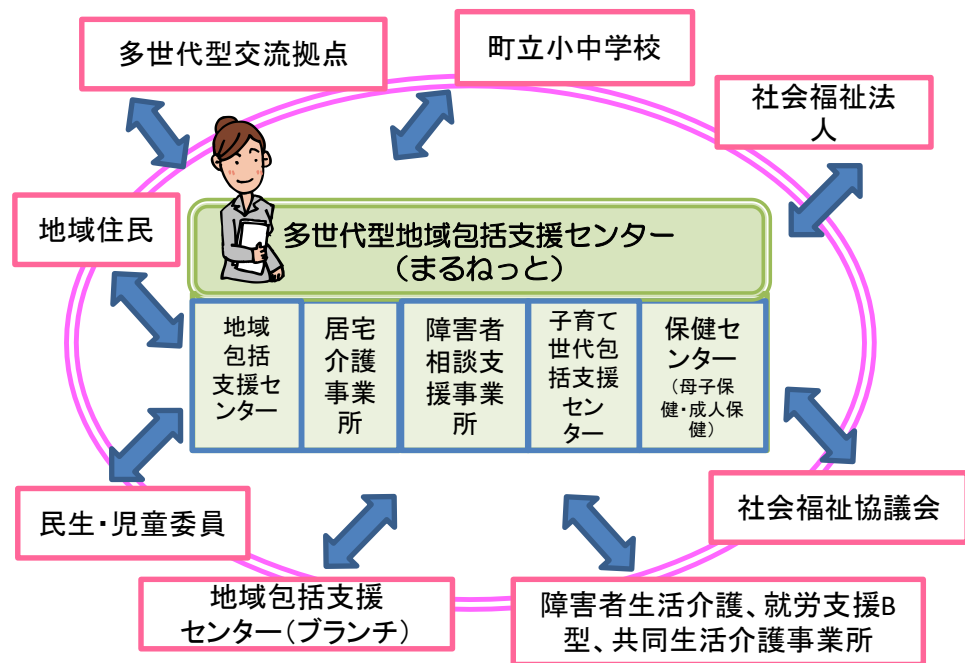 多世代型交流拠点
町立小中学校
社会福祉法
人
地域住民
多世代型地域包括支援センター
（まるねっと）
地域
包括
支援セ
ンター
居宅
介護
事業
所
障害者
相談支
援事業
所
子育て
世代包
括支援
セン
ター
保健セ
ンター
（母子保
健・成人保
健）
民生・児童委員
社会福祉協議会
地域包括支援
センター（ブランチ）
障害者生活介護、就労支援B
型、共同生活介護事業所